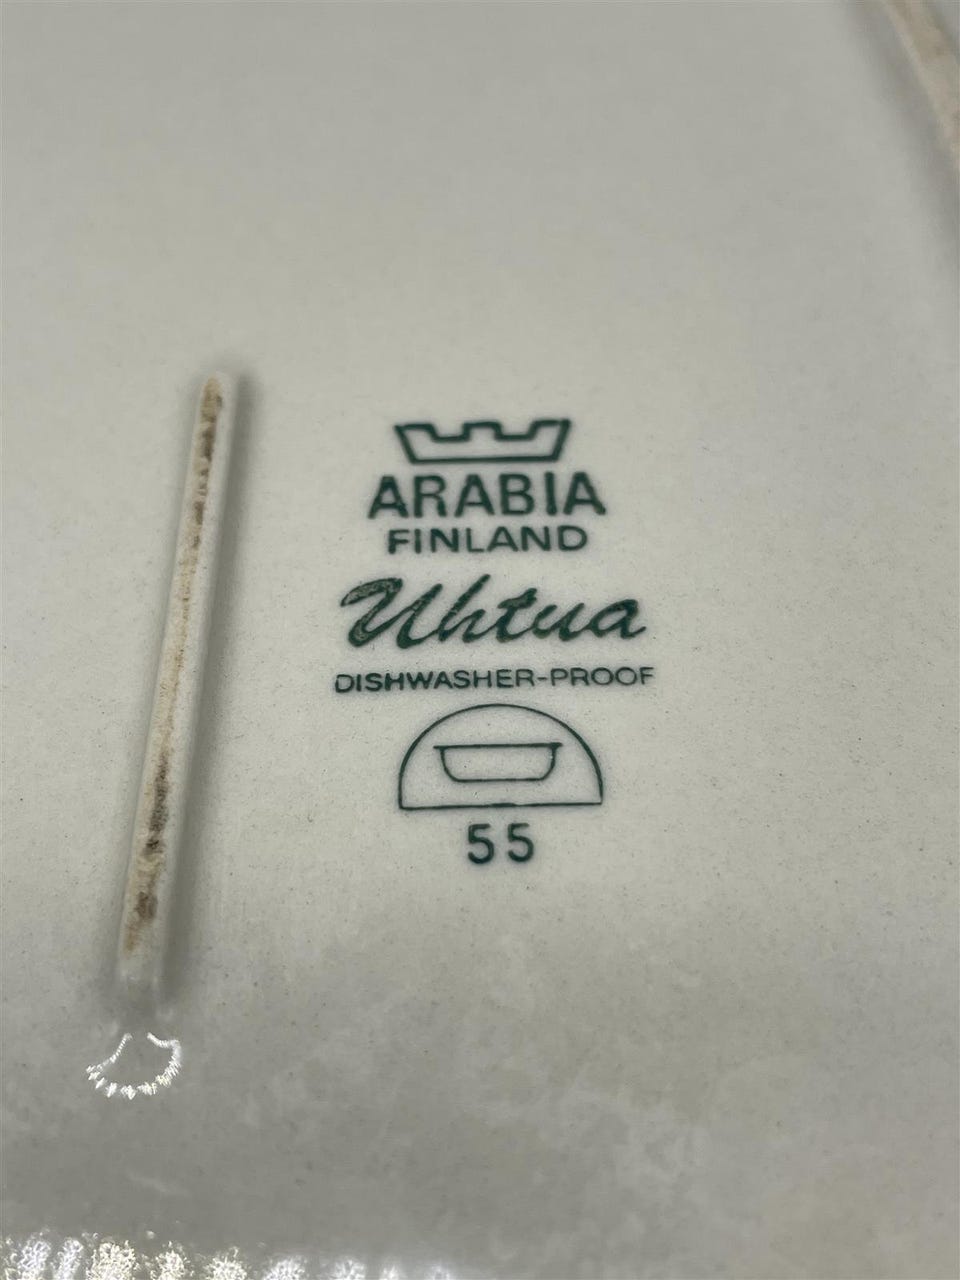 ARABIA
FINLAND
Uhtua
DISHWASHER-PROOF
55